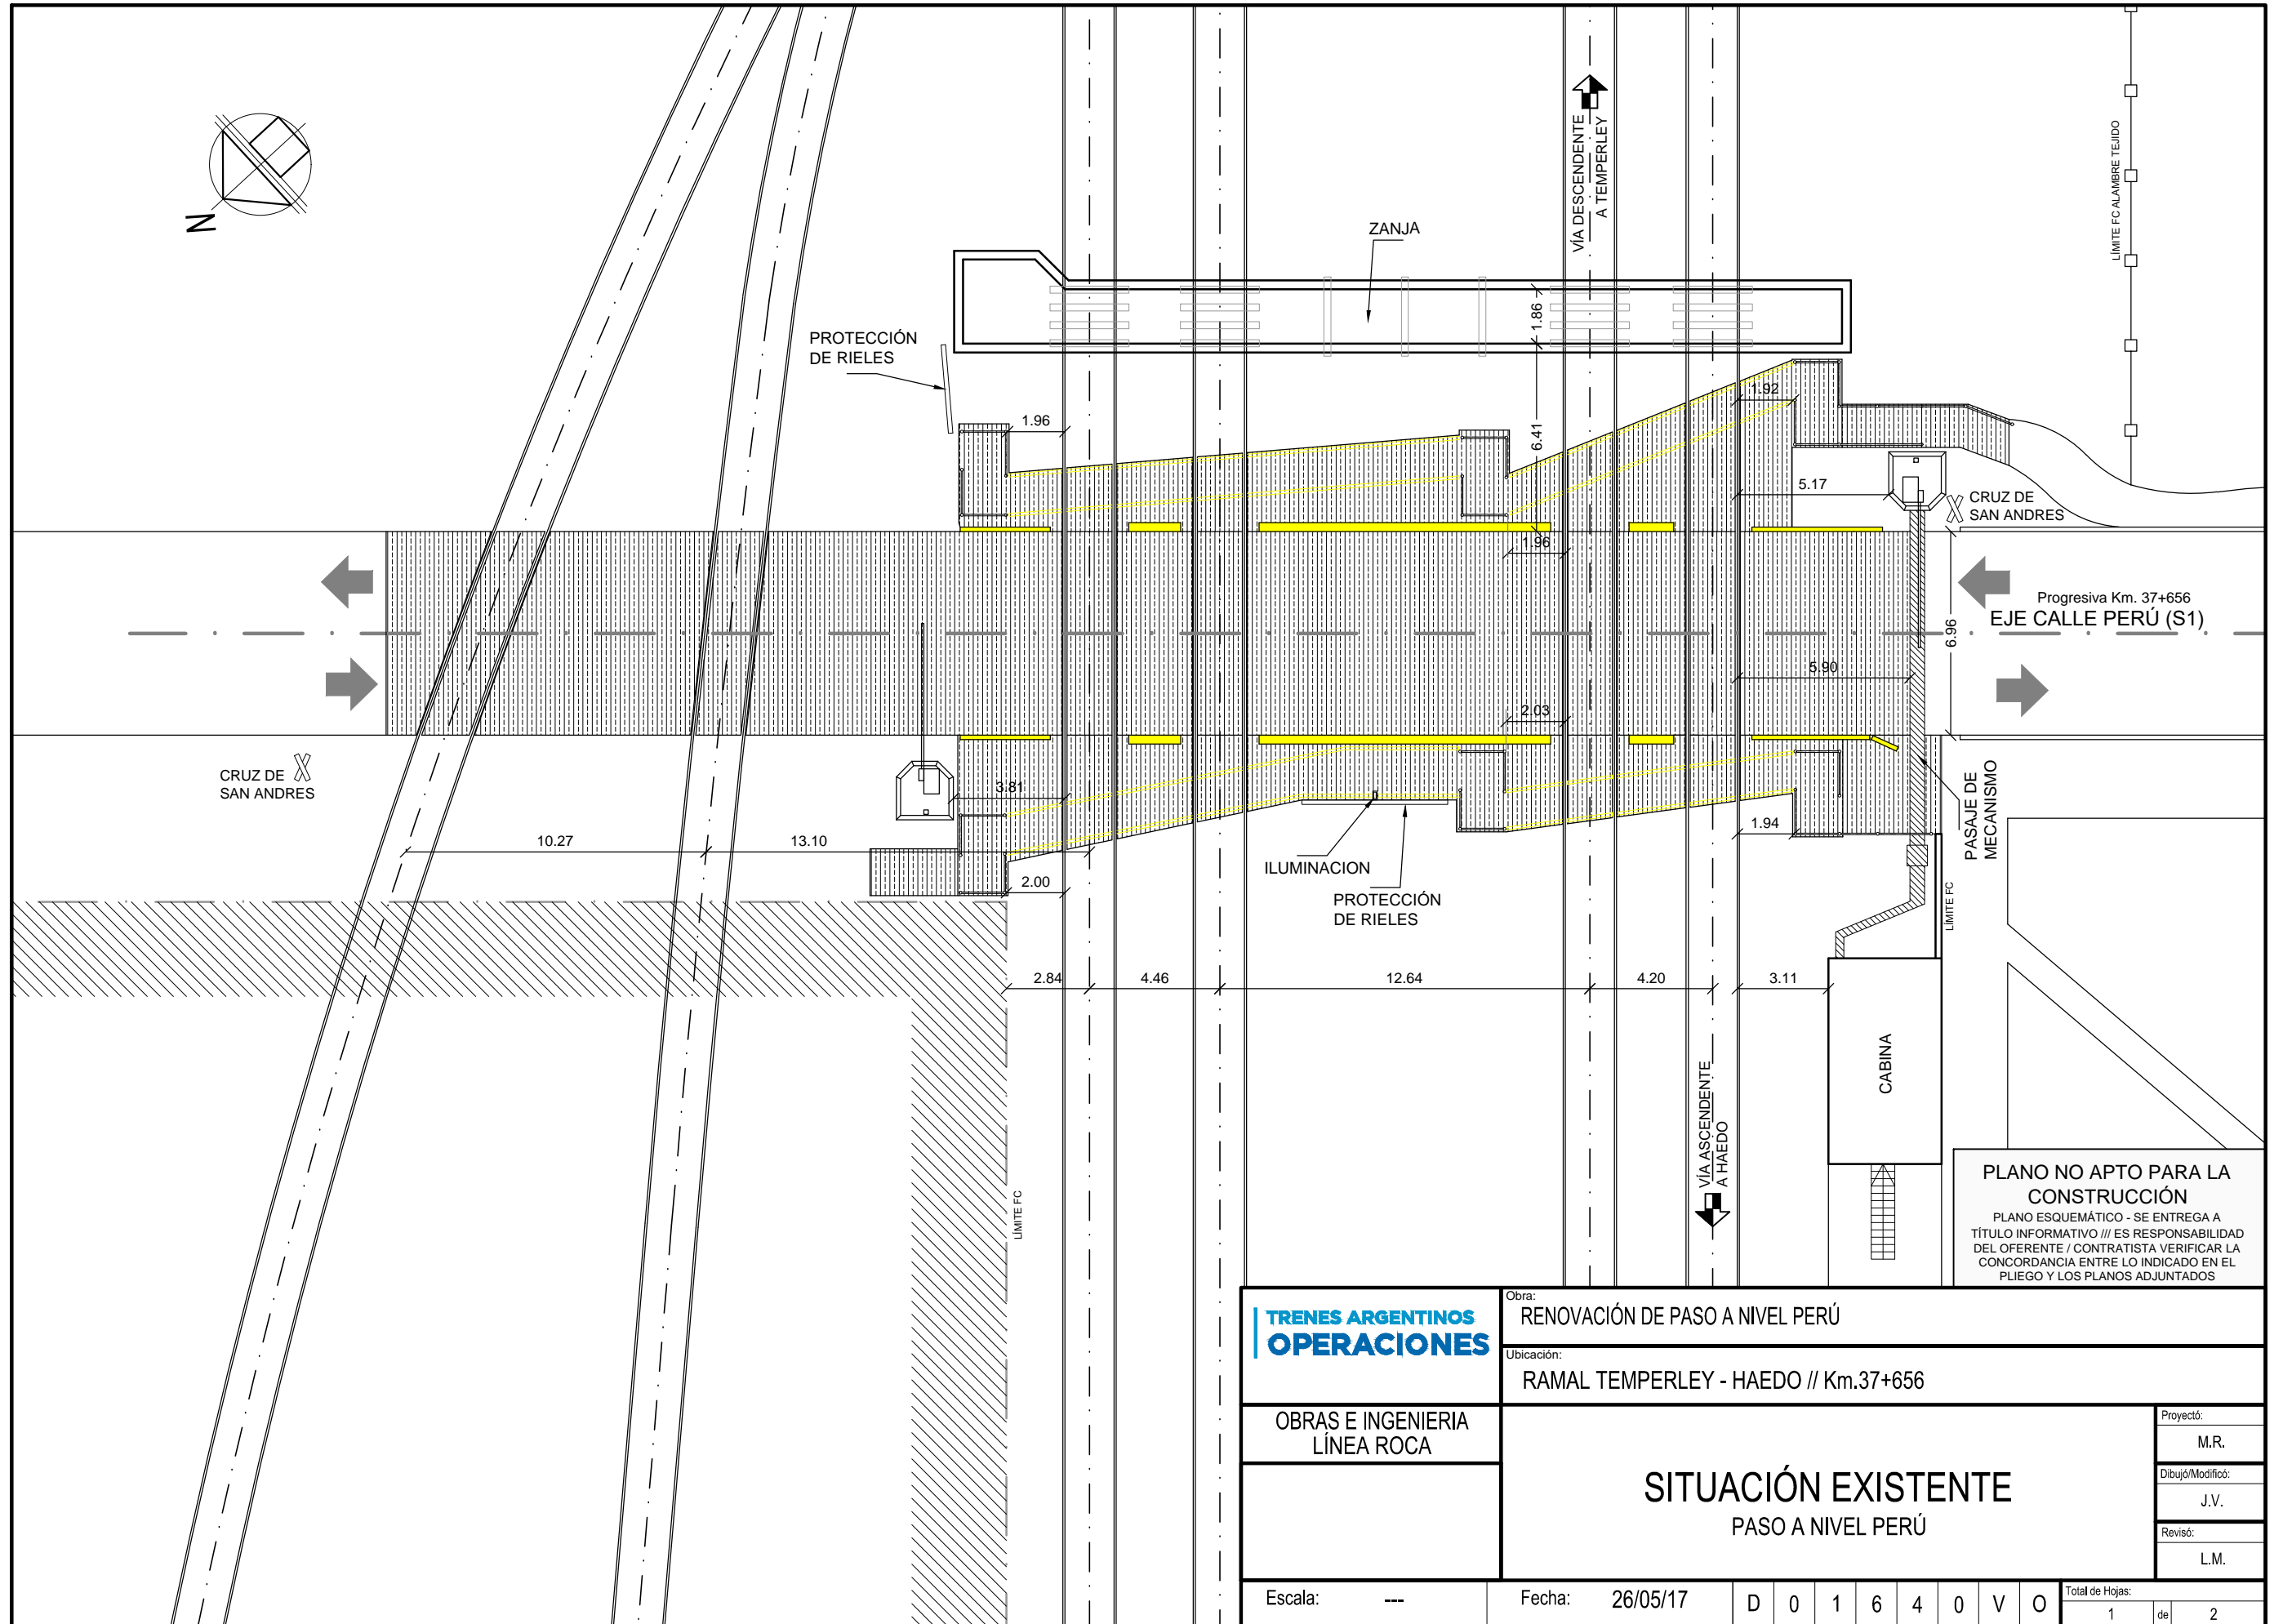 N
ZANJA
VÍA DESCENDENTE
A TEMPERLEY
LÍMITE FC ALAMBRE TEJIDO
PROTECCIÓN
DE RIELES
1.86
1.92
1.96
6.41
5.17
CRUZ DE
SAN ANDRES
1.96
Progresiva Km. 37+656
EJE CALLE PERÚ (S1)
6.96
5.90
2.03
CRUZ DE
SAN ANDRES
3.81
PASAJE DE
MECANISMO
10.27
13.10
1.94
ILUMINACION
2.00
PROTECCIÓN
DE RIELES
LÍMITE FC
2.84
4.46
12.64
4.20
3.11
CABINA
VÍA ASCENDENTE
A HAEDO
LÍMITE FC
PLANO NO APTO PARA LA
CONSTRUCCIÓN
PLANO ESQUEMÁTICO - SE ENTREGA A
TÍTULO INFORMATIVO /// ES RESPONSABILIDAD
DEL OFERENTE / CONTRATISTA VERIFICAR LA
CONCORDANCIA ENTRE LO INDICADO EN EL
PLIEGO Y LOS PLANOS ADJUNTADOS
TRENES ARGENTINOS
OPERACIONES
Obra:
RENOVACIÓN DE PASO A NIVEL PERÚ
Ubicación:
RAMAL TEMPERLEY - HAEDO // Km.37+656
OBRAS E INGENIERIA
LÍNEA ROCA
SITUACIÓN EXISTENTE
PASO A NIVEL PERÚ
Proyectó:
M.R.
Dibujó/Modificó:
J.V.
Revisó:
L.M.
Escala: ---
Fecha: 26/05/17
D 0 1 6 4 0 V O
Total de Hojas:
1 de 2